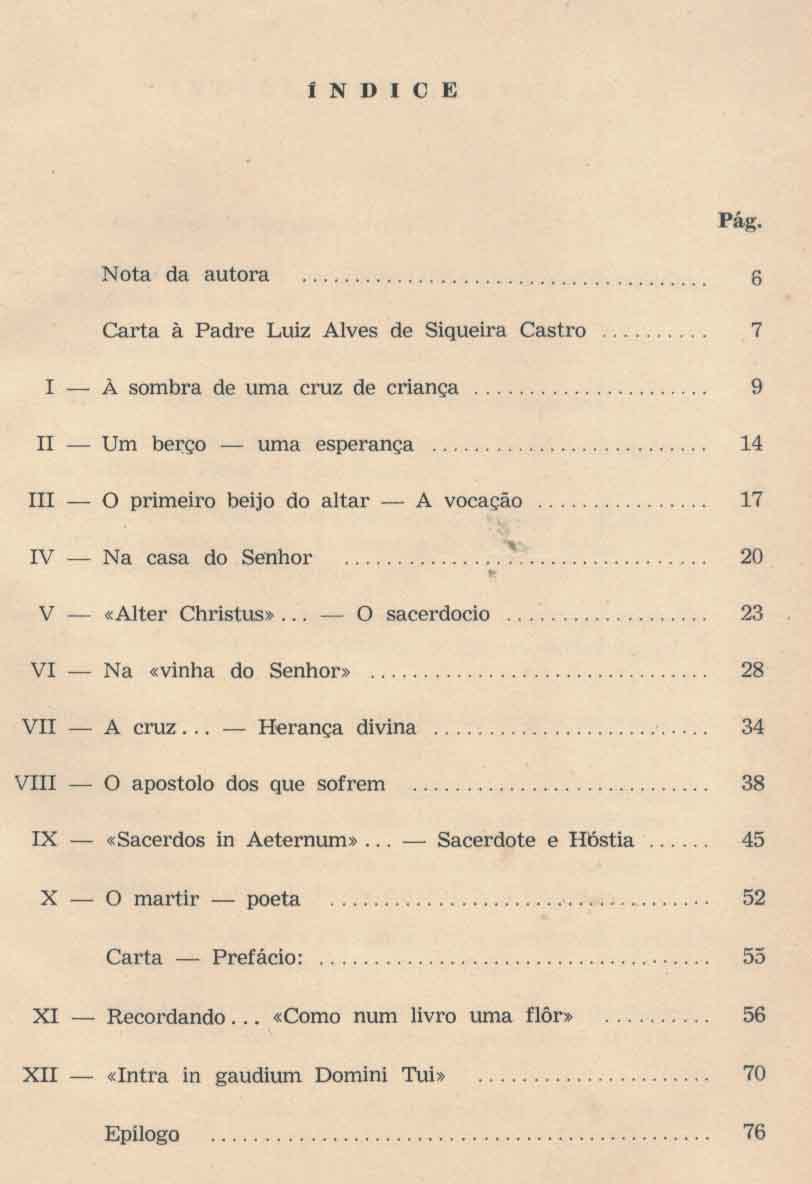 ÍNDICE
Pág.
Nota da autora ........................................ 6
Carta à Padre Luiz Alves de Siqueira Castro .......... 7
I — À sombra de uma cruz de criança ...................... 9
II — Um berço — uma esperança .......................... 14
III — O primeiro beijo do altar — A vocação ................ 17
IV — Na casa do Senhor .................................. 20
V — «Alter Christus»... — O sacerdocio ................... 23
VI — Na «vinha do Senhor» ................................ 28
VII — A cruz... — Herança divina .......................... 34
VIII — O apostolo dos que sofrem ............................ 38
IX — «Sacerdos in Aeternum»... — Sacerdote e Hóstia ...... 45
X — O martir — poeta .................................... 52
Carta — Prefácio: ..................................... 55
XI — Recordando... «Como num livro uma flôr» .......... 56
XII — «Intra in gaudium Domini Tui» ...................... 70
Epílogo ................................................ 76